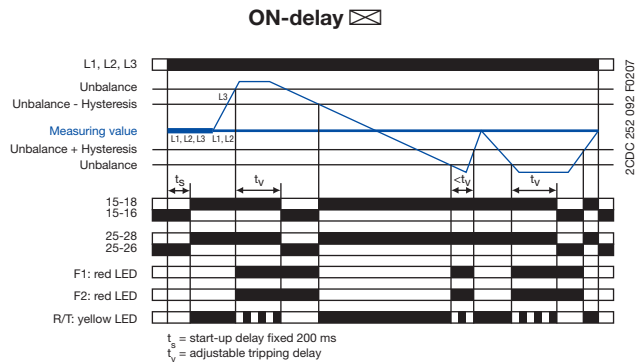 ON-delay
L1, L2, L3
Unbalance
L3
Unbalance - Hysteresis
Measuring value
L1, L2, L3 L1, L2
Unbalance + Hysteresis
Unbalance
ts tv <tv tv
15-18
15-16
25-28
25-26
F1: red LED
F2: red LED
R/T: yellow LED
ts = start-up delay fixed 200 ms
tv = adjustable tripping delay
2CDC 252 092 F0207